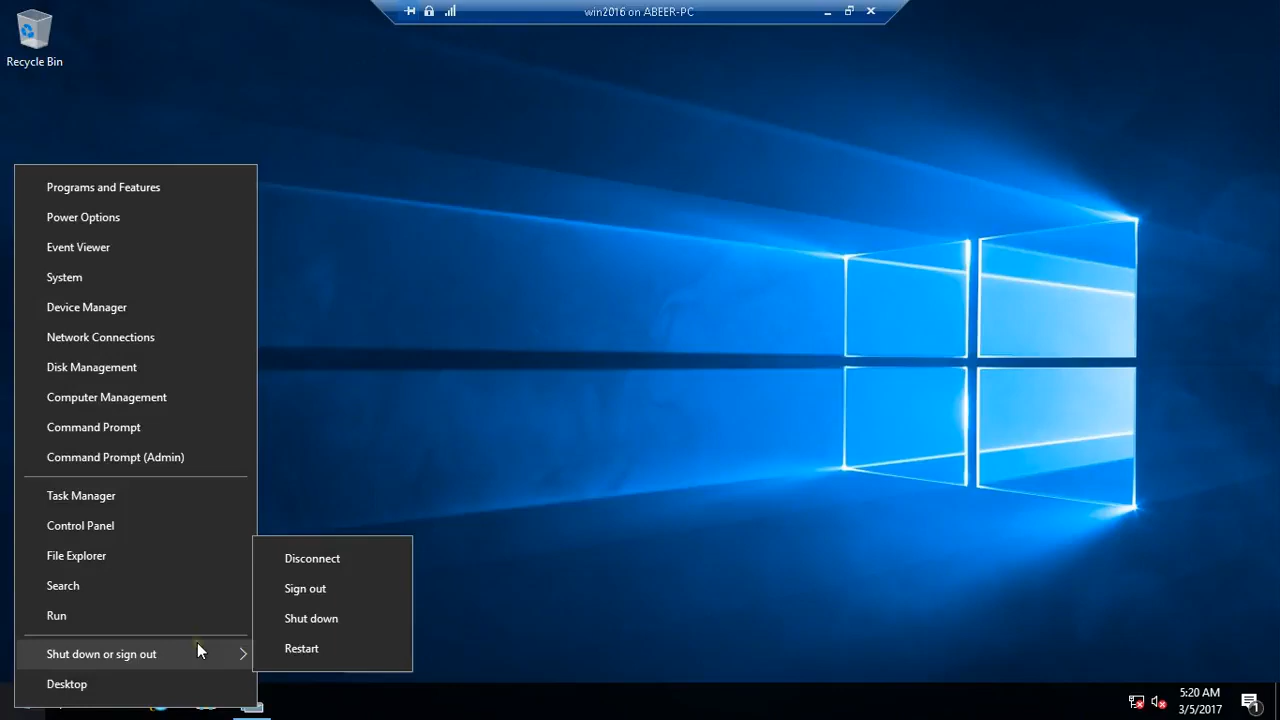 win2016 on ABEER-PC
Recycle Bin
Programs and Features
Power Options
Event Viewer
System
Device Manager
Network Connections
Disk Management
Computer Management
Command Prompt
Command Prompt (Admin)
Task Manager
Control Panel
File Explorer
Search
Run
Shut down or sign out
Desktop
Disconnect
Sign out
Shut down
Restart
5:20 AM
3/5/2017
1